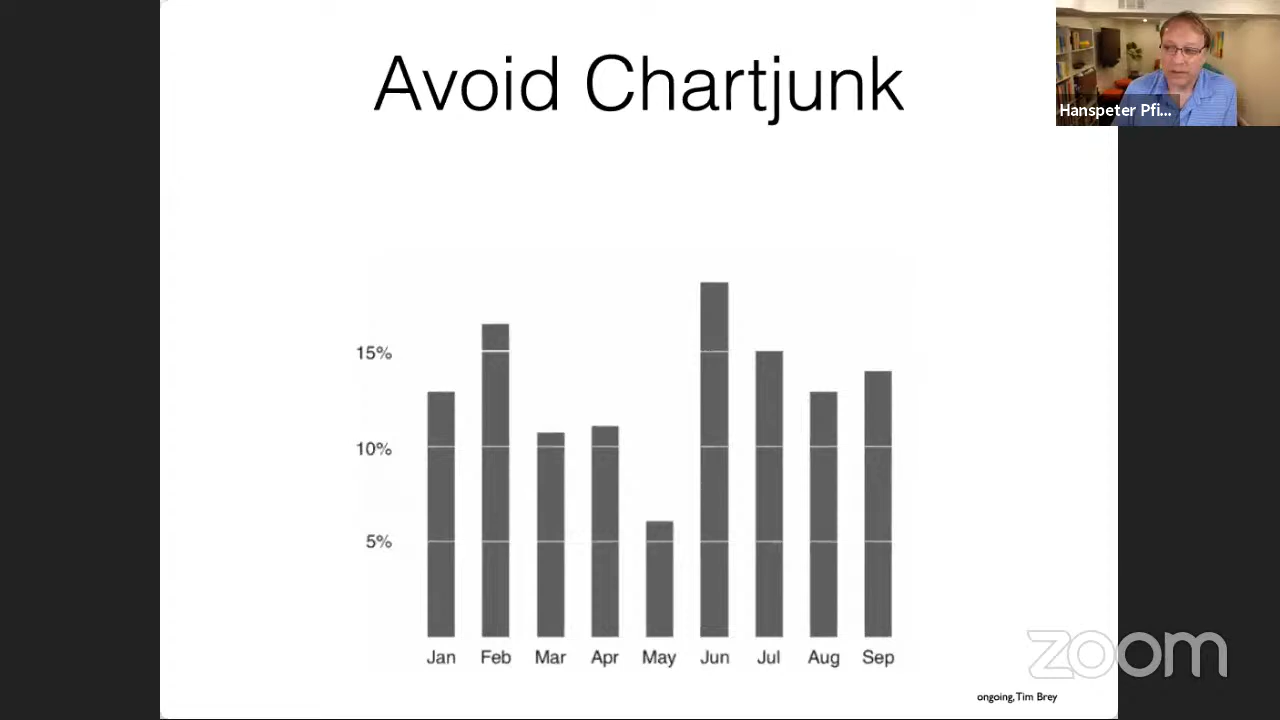 Avoid Chartjunk
Hanspeter Pfi...
15%
10%
5%
Jan Feb Mar Apr May Jun Jul Aug Sep
zoom
ongoing, Tim Brey